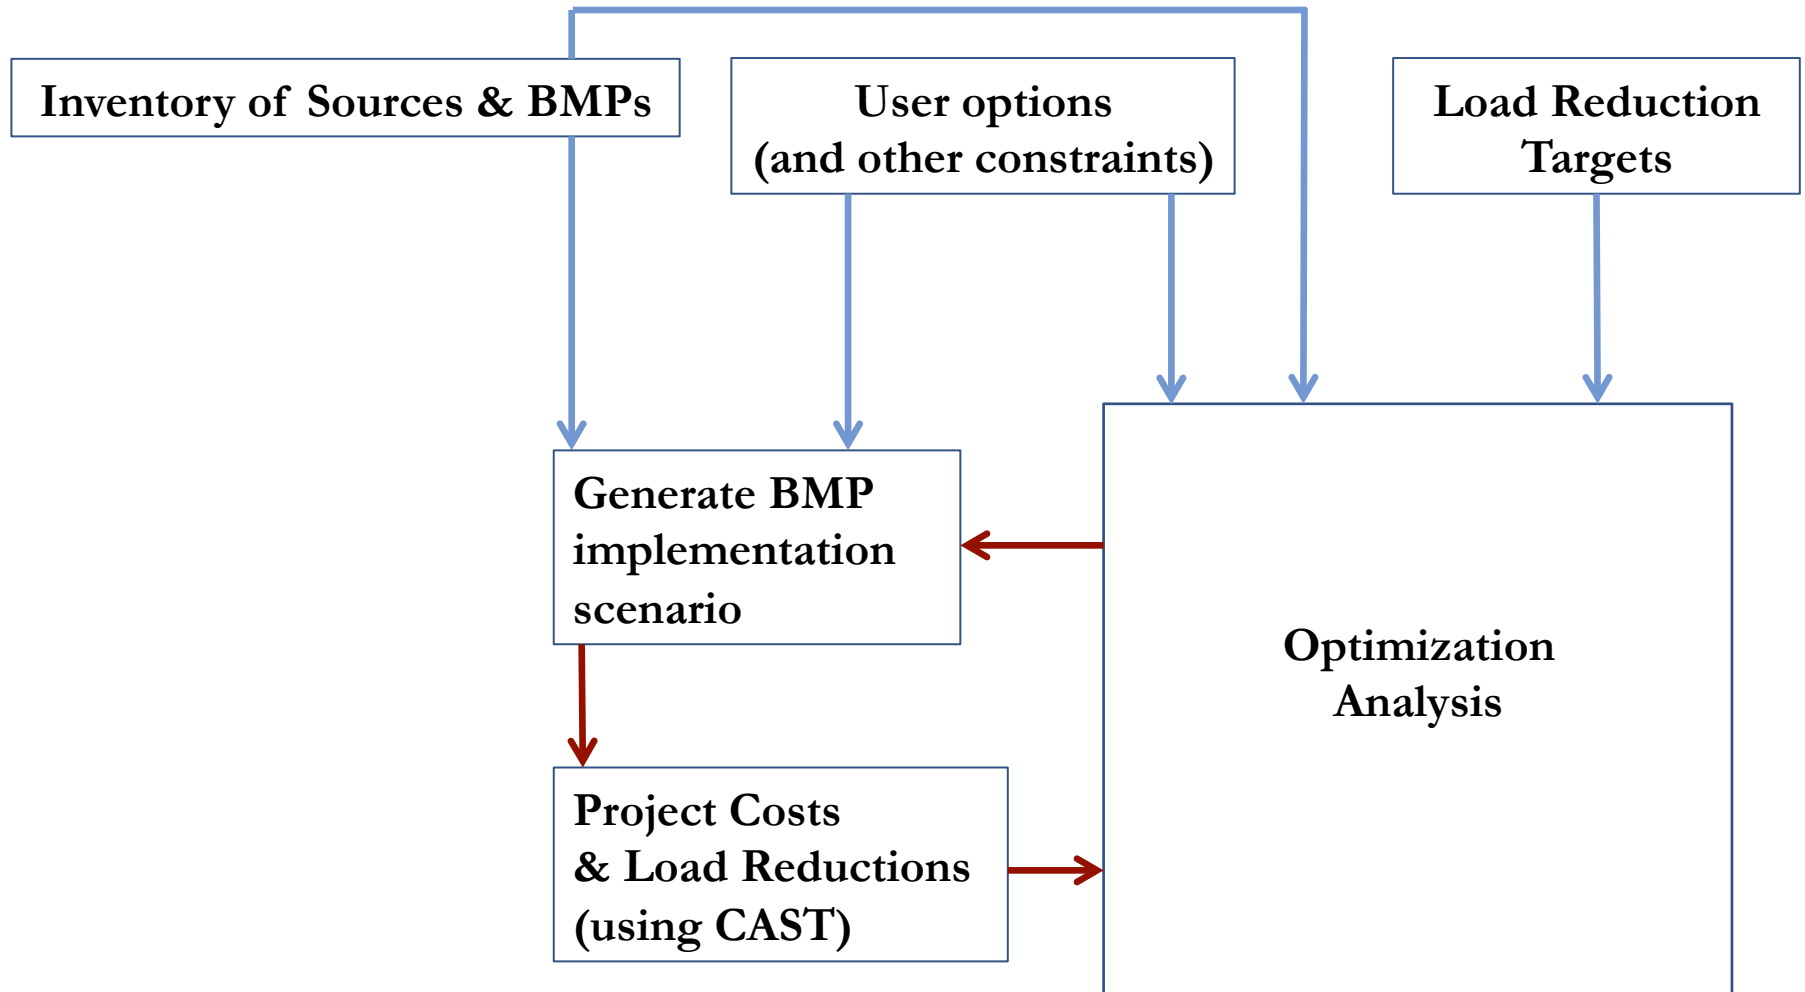 Inventory of Sources & BMPs
User options
(and other constraints)
Load Reduction
Targets
Generate BMP
implementation
scenario
Optimization
Analysis
Project Costs
& Load Reductions
(using CAST)